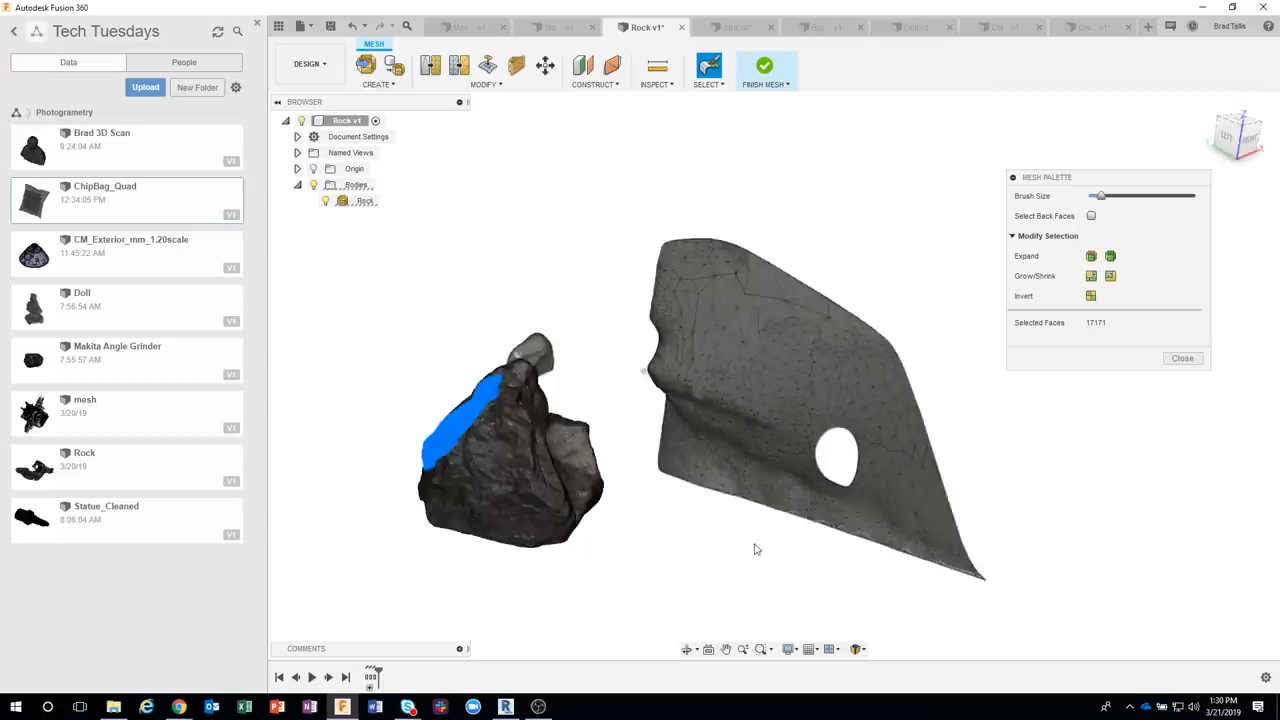 Autodesk Fusion 360
Tech Tuesdays
Data
People
Upload
New Folder
Photogrametry
Brad 3D Scan
9:24:04 AM
V1
ChipBag_Quad
12:34:05 PM
V1
CM_Exterior_mm_1.20scale
11:45:22 AM
V1
Doll
7:56:54 AM
V1
Makita Angle Grinder
7:55:57 AM
V1
mesh
3/20/19
V1
Rock
3/20/19
V1
Statue_Cleaned
8:06:04 AM
V1
Rock v1*
Brad Tallis
MESH
DESIGN
CREATE
MODIFY
CONSTRUCT
INSPECT
SELECT
FINISH MESH
BROWSER
Rock v1
Document Settings
Named Views
Origin
Bodies
Rock
LEFT
FRONT
Z
MESH PALETTE
Brush Size
Select Back Faces
Modify Selection
Expand
Grow/Shrink
Invert
Selected Faces 17171
Close
COMMENTS
1:30 PM
3/21/2019